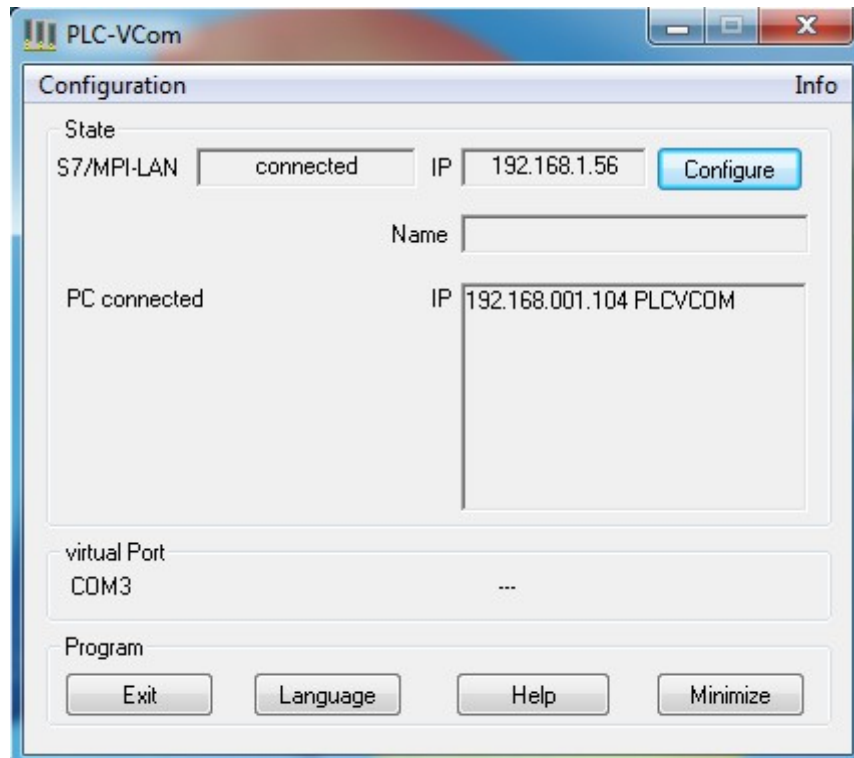 PLC-VCom
Configuration Info
State
S7/MPI-LAN connected IP 192.168.1.56 Configure
Name
PC connected IP 192.168.001.104 PLCVCOM
virtual Port
COM3 ---
Program
Exit Language Help Minimize